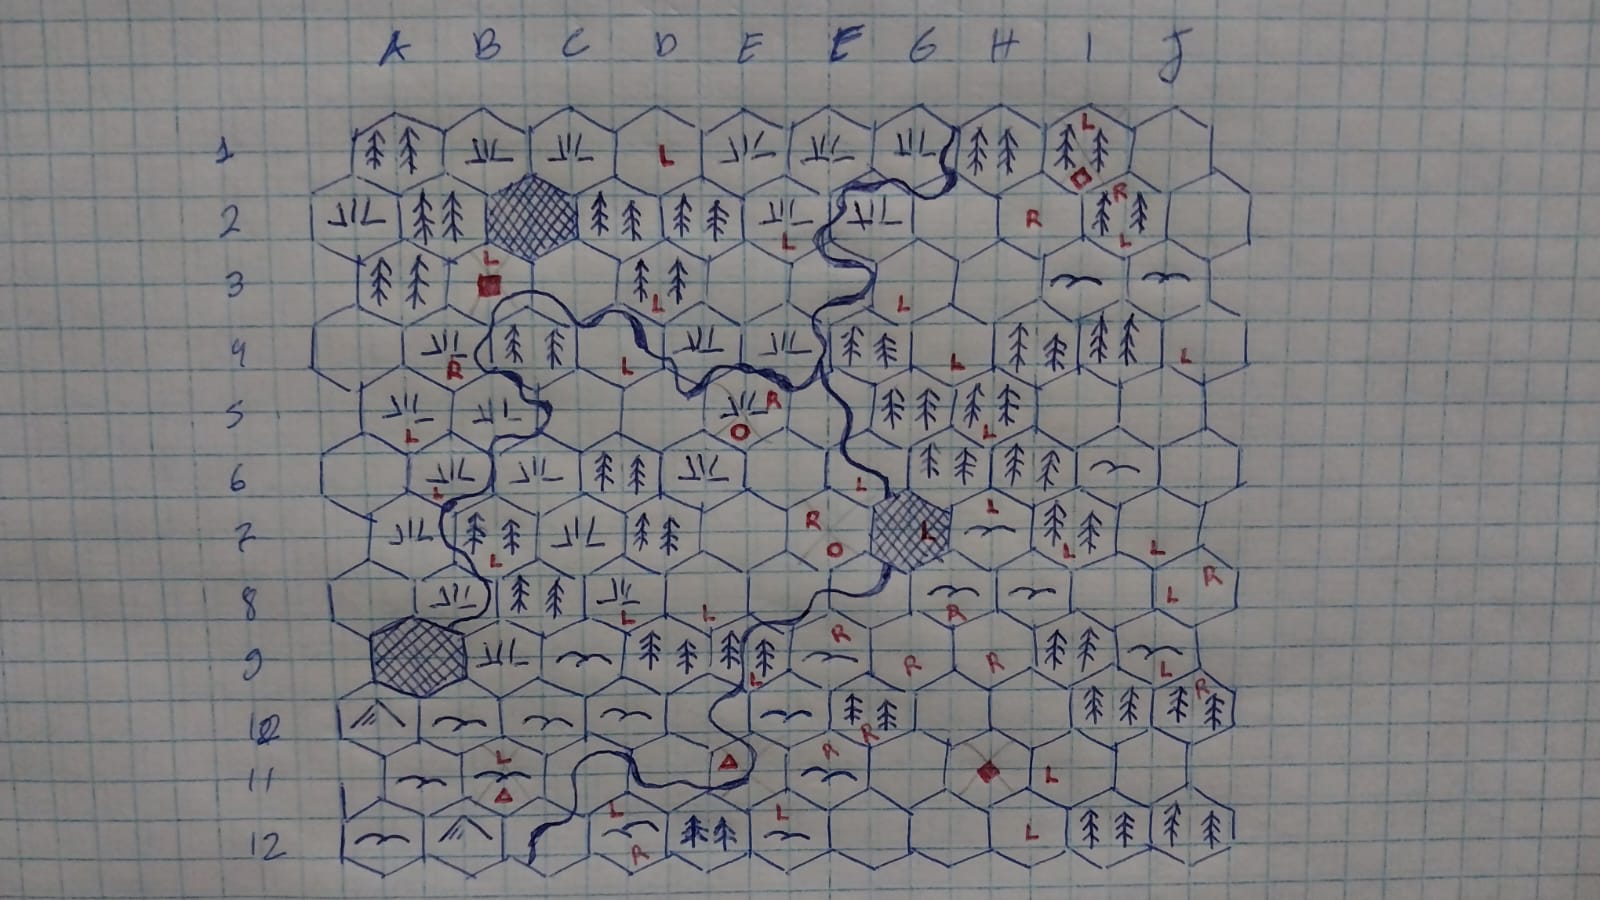 A B C D E F G H I J
1 L L
2 L R R L
3 L L L
4 R L L L
5 L R L
6 L L
7 L R L L L L
8 L L R L R
9 L R R R L
10 R R
11 L R L
12 L R L L